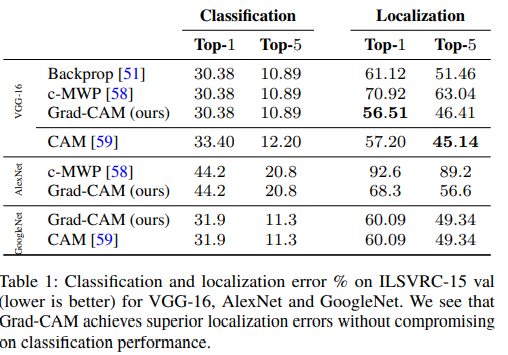 Classification Localization
Top-1 Top-5 Top-1 Top-5
VGG-16
Backprop [51] 30.38 10.89 61.12 51.46
c-MWP [58] 30.38 10.89 70.92 63.04
Grad-CAM (ours) 30.38 10.89 56.51 46.41
CAM [59] 33.40 12.20 57.20 45.14
AlexNet
c-MWP [58] 44.2 20.8 92.6 89.2
Grad-CAM (ours) 44.2 20.8 68.3 56.6
GoogleNet
Grad-CAM (ours) 31.9 11.3 60.09 49.34
CAM [59] 31.9 11.3 60.09 49.34
Table 1: Classification and localization error % on ILSVRC-15 val
(lower is better) for VGG-16, AlexNet and GoogleNet. We see that
Grad-CAM achieves superior localization errors without compromising
on classification performance.